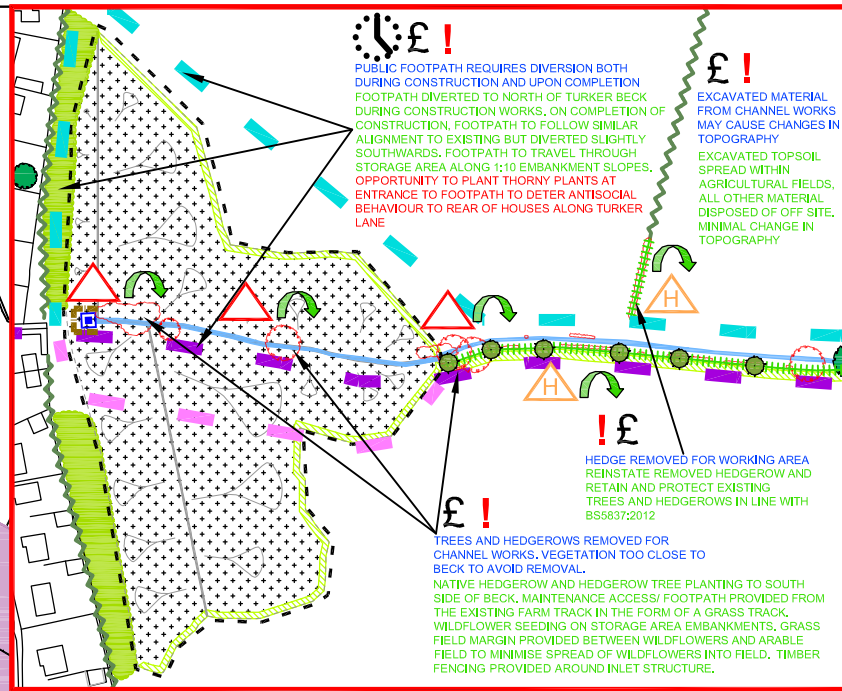 £ !
PUBLIC FOOTPATH REQUIRES DIVERSION BOTH
DURING CONSTRUCTION AND UPON COMPLETION
FOOTPATH DIVERTED TO NORTH OF TURKER BECK
DURING CONSTRUCTION WORKS. ON COMPLETION OF
CONSTRUCTION, FOOTPATH TO FOLLOW SIMILAR
ALIGNMENT TO EXISTING BUT DIVERTED SLIGHTLY
SOUTHWARDS. FOOTPATH TO TRAVEL THROUGH
STORAGE AREA ALONG 1:10 EMBANKMENT SLOPES.
OPPORTUNITY TO PLANT THORNY PLANTS AT
ENTRANCE TO FOOTPATH TO DETER ANTISOCIAL
BEHAVIOUR TO REAR OF HOUSES ALONG TURKER
LANE
£ !
EXCAVATED MATERIAL
FROM CHANNEL WORKS
MAY CAUSE CHANGES IN
TOPOGRAPHY
EXCAVATED TOPSOIL
SPREAD WITHIN
AGRICULTURAL FIELDS,
ALL OTHER MATERIAL
DISPOSED OF OFF SITE.
MINIMAL CHANGE IN
TOPOGRAPHY
H
H
! £
HEDGE REMOVED FOR WORKING AREA
REINSTATE REMOVED HEDGEROW AND
RETAIN AND PROTECT EXISTING
TREES AND HEDGEROWS IN LINE WITH
BS5837:2012
£ !
TREES AND HEDGEROWS REMOVED FOR
CHANNEL WORKS. VEGETATION TOO CLOSE TO
BECK TO AVOID REMOVAL.
NATIVE HEDGEROW AND HEDGEROW TREE PLANTING TO SOUTH
SIDE OF BECK. MAINTENANCE ACCESS/ FOOTPATH PROVIDED FROM
THE EXISTING FARM TRACK IN THE FORM OF A GRASS TRACK.
WILDFLOWER SEEDING ON STORAGE AREA EMBANKMENTS. GRASS
FIELD MARGIN PROVIDED BETWEEN WILDFLOWERS AND ARABLE
FIELD TO MINIMISE SPREAD OF WILDFLOWERS INTO FIELD. TIMBER
FENCING PROVIDED AROUND INLET STRUCTURE.